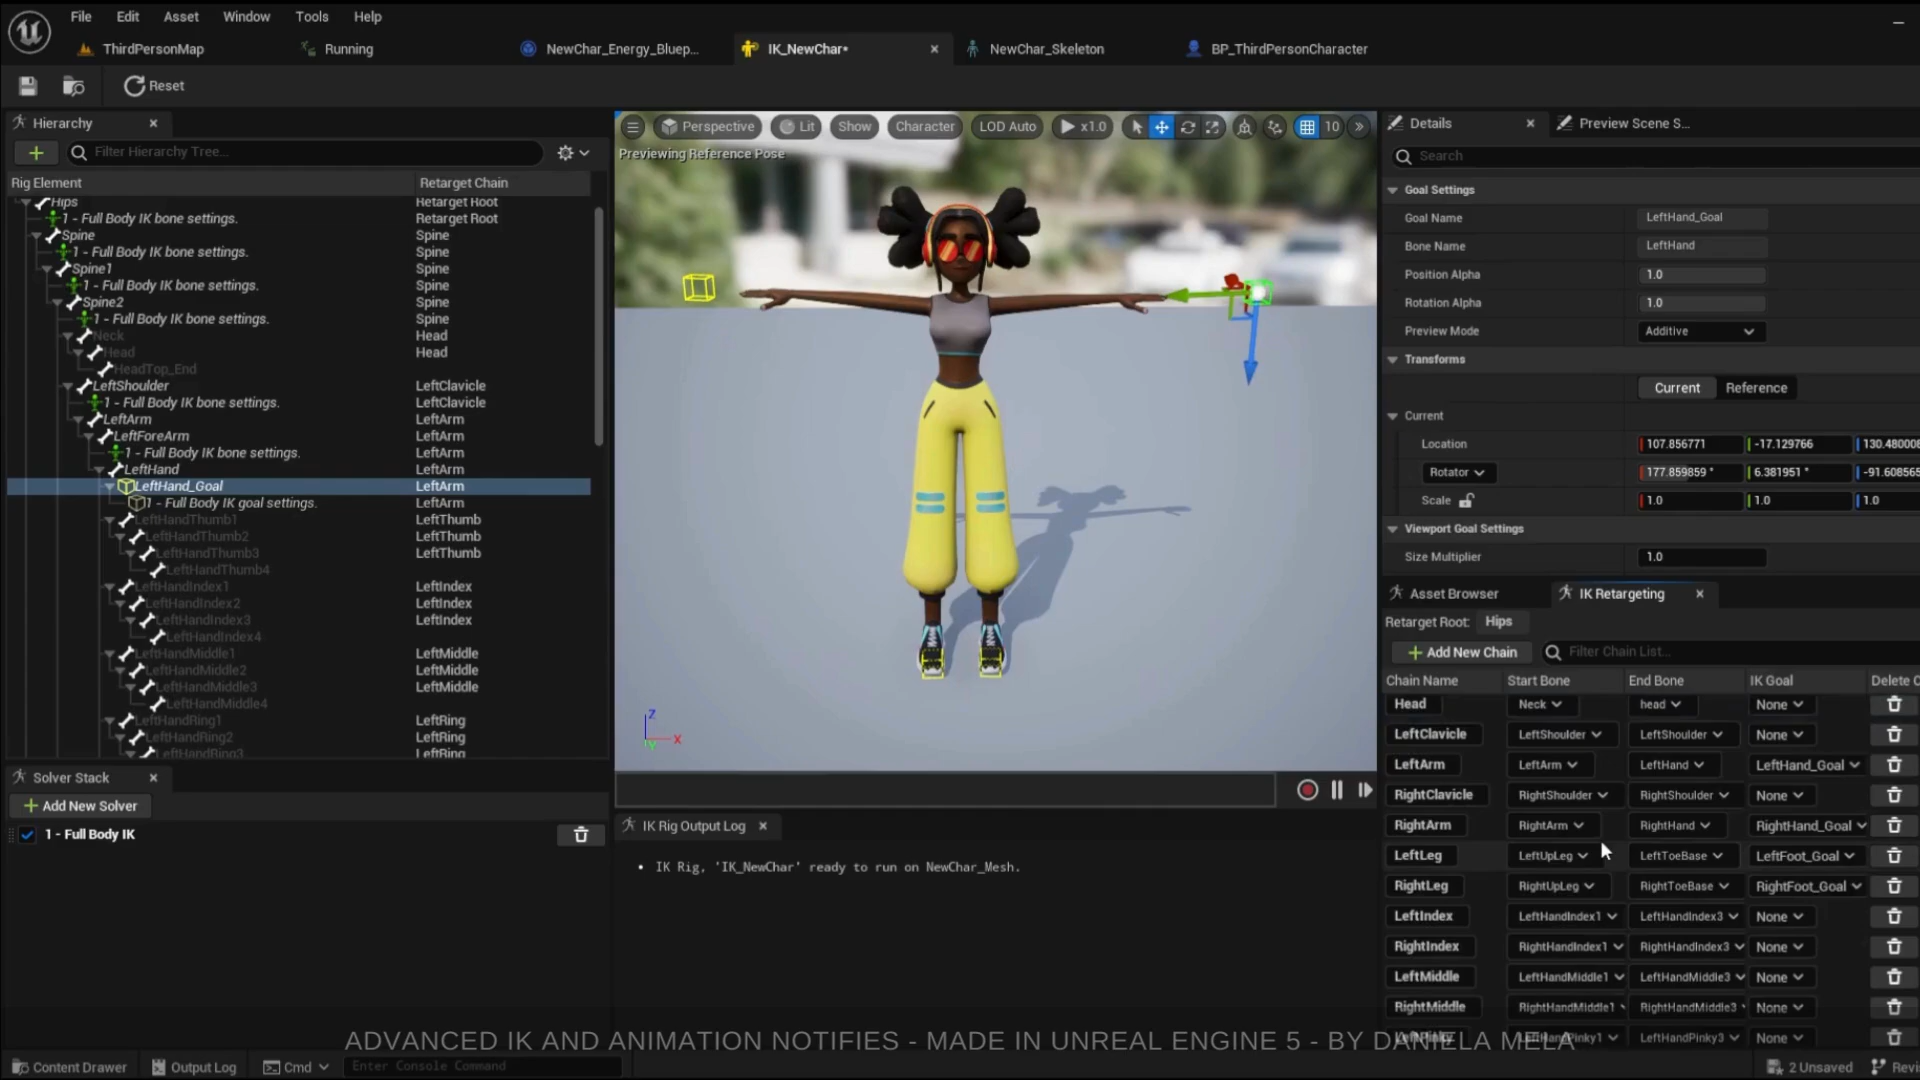 File Edit Asset Window Tools Help
ThirdPersonMap Running NewChar_Energy_Bluep... IK_NewChar* NewChar_Skeleton BP_ThirdPersonCharacter
Reset
Hierarchy
Filter Hierarchy Tree...
Rig Element Retarget Chain
Hips Retarget Root
1 - Full Body IK bone settings. Retarget Root
Spine Spine
1 - Full Body IK bone settings. Spine
Spine1 Spine
1 - Full Body IK bone settings. Spine
Spine2 Spine
1 - Full Body IK bone settings. Spine
Neck Head
Head Head
HeadTop_End
LeftShoulder LeftClavicle
1 - Full Body IK bone settings. LeftClavicle
LeftArm LeftArm
LeftForeArm LeftArm
1 - Full Body IK bone settings. LeftArm
LeftHand LeftArm
LeftHand_Goal LeftArm
1 - Full Body IK goal settings. LeftArm
LeftHandThumb1 LeftThumb
LeftHandThumb2 LeftThumb
LeftHandThumb3 LeftThumb
LeftHandThumb4
LeftHandIndex1 LeftIndex
LeftHandIndex2 LeftIndex
LeftHandIndex3 LeftIndex
LeftHandIndex4
LeftHandMiddle1 LeftMiddle
LeftHandMiddle2 LeftMiddle
LeftHandMiddle3 LeftMiddle
LeftHandMiddle4
LeftHandRing1 LeftRing
LeftHandRing2 LeftRing
LeftHandRing3 LeftRing
Solver Stack
Add New Solver
1 - Full Body IK
Perspective Lit Show Character LOD Auto x1.0 10
Previewing Reference Pose
Z
X
Y
IK Rig Output Log
• IK Rig, 'IK_NewChar' ready to run on NewChar_Mesh.
Details Preview Scene S...
Search
Goal Settings
Goal Name LeftHand_Goal
Bone Name LeftHand
Position Alpha 1.0
Rotation Alpha 1.0
Preview Mode Additive
Transforms
Current Reference
Current
Location 107.856771 -17.129766 130.480008
Rotator 177.859859 ° 6.381951 ° -91.608565
Scale 1.0 1.0 1.0
Viewport Goal Settings
Size Multiplier 1.0
Asset Browser IK Retargeting
Retarget Root: Hips
Add New Chain Filter Chain List...
Chain Name Start Bone End Bone IK Goal Delete C
Head Neck head None
LeftClavicle LeftShoulder LeftShoulder None
LeftArm LeftArm LeftHand LeftHand_Goal
RightClavicle RightShoulder RightShoulder None
RightArm RightArm RightHand RightHand_Goal
LeftLeg LeftUpLeg LeftToeBase LeftFoot_Goal
RightLeg RightUpLeg RightToeBase RightFoot_Goal
LeftIndex LeftHandIndex1 LeftHandIndex3 None
RightIndex RightHandIndex1 RightHandIndex3 None
LeftMiddle LeftHandMiddle1 LeftHandMiddle3 None
RightMiddle RightHandMiddle1 RightHandMiddle3 None
LeftPinky LeftHandPinky1 LeftHandPinky3 None
ADVANCED IK AND ANIMATION NOTIFIES - MADE IN UNREAL ENGINE 5 - BY DANIELA MELA
Content Drawer Output Log Cmd Enter Console Command 2 Unsaved Revi